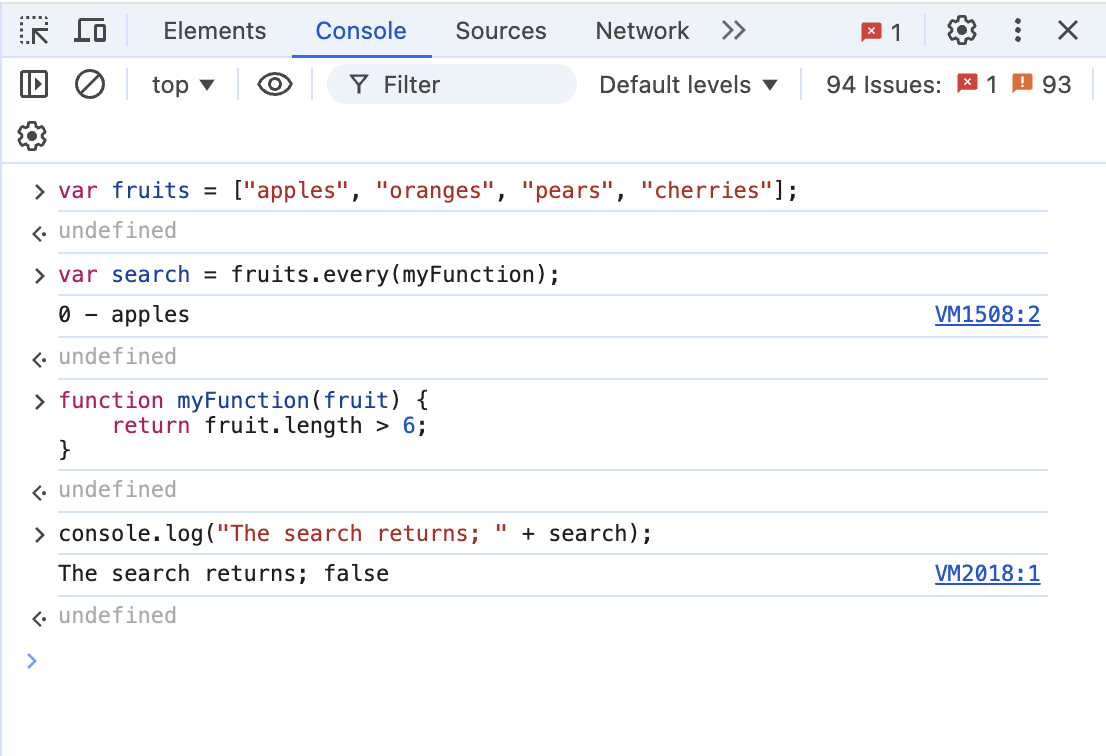 Elements Console Sources Network 1
top Filter Default levels 94 Issues: 1 93
var fruits = ["apples", "oranges", "pears", "cherries"];
undefined
var search = fruits.every(myFunction);
0 – apples VM1508:2
undefined
function myFunction(fruit) {
    return fruit.length > 6;
}
undefined
console.log("The search returns; " + search);
The search returns; false VM2018:1
undefined